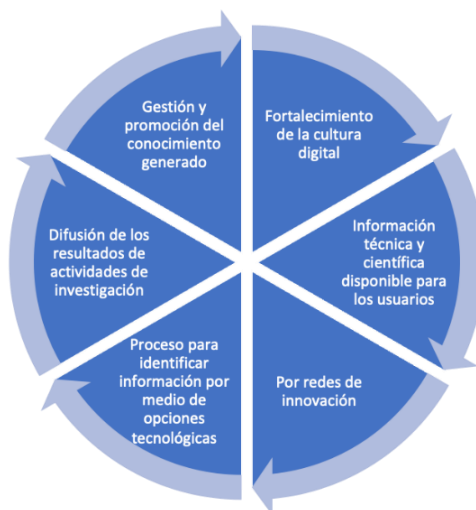 Gestión y
promoción del
conocimiento
generado
Fortalecimiento
de la cultura
digital
Difusión de los
resultados de
actividades de
investigación
Información
técnica y
científica
disponible para
los usuarios
Proceso para
identificar
información por
medio de
opciones
tecnológicas
Por redes de
innovación